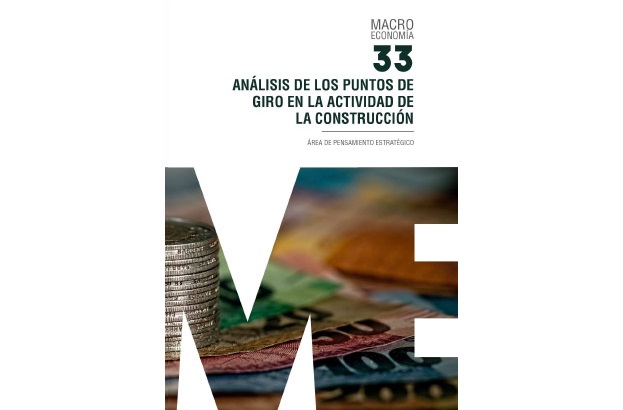 MACRO
ECONOMÍA
33
ANÁLISIS DE LOS PUNTOS DE
GIRO EN LA ACTIVIDAD DE
LA CONSTRUCCIÓN
ÁREA DE PENSAMIENTO ESTRATÉGICO
ME